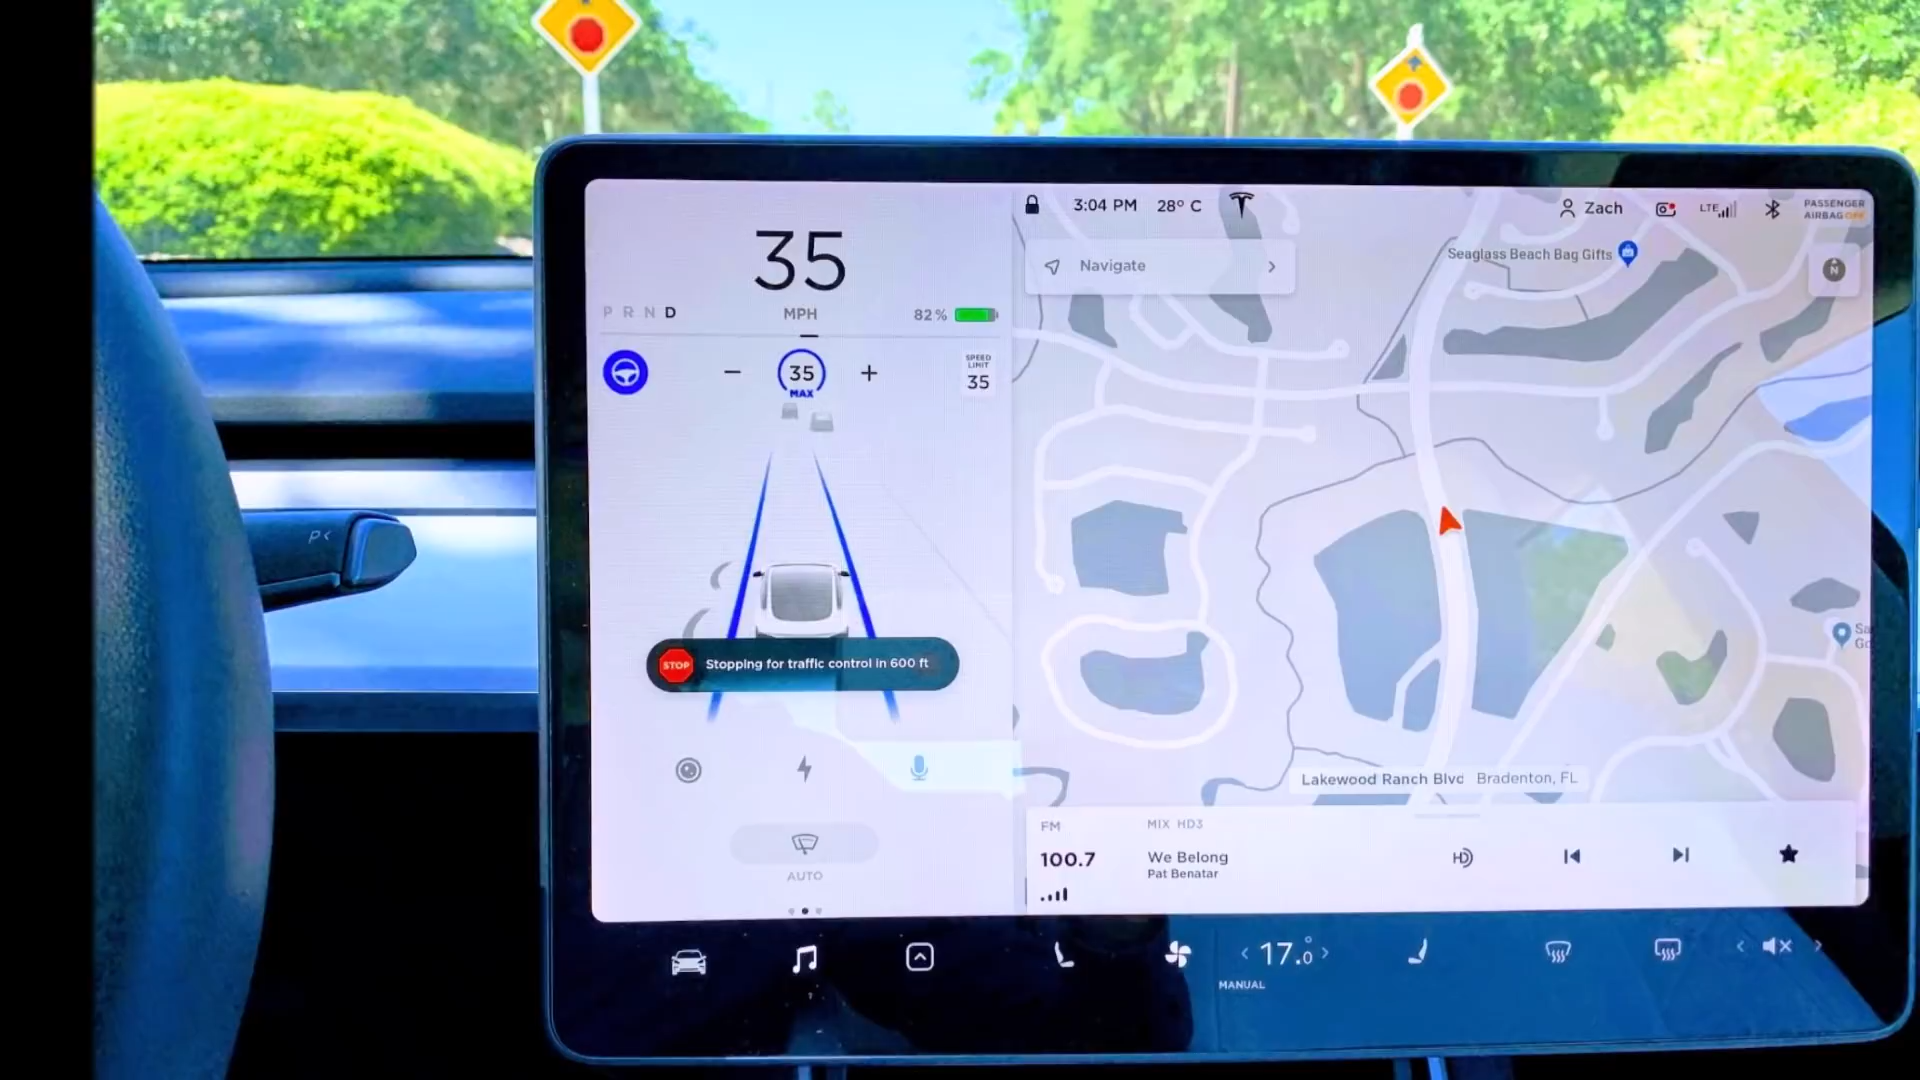 3:04 PM 28° C
Zach
LTE
PASSENGER
AIRBAG OFF
35
MPH
P R N D
82 %
35
MAX
SPEED
LIMIT
35
Navigate
Seaglass Beach Bag Gifts
N
P<
STOP Stopping for traffic control in 600 ft
Lakewood Ranch Blvd Bradenton, FL
AUTO
FM
MIX HD3
100.7
We Belong
Pat Benatar
HD
17.0
MANUAL